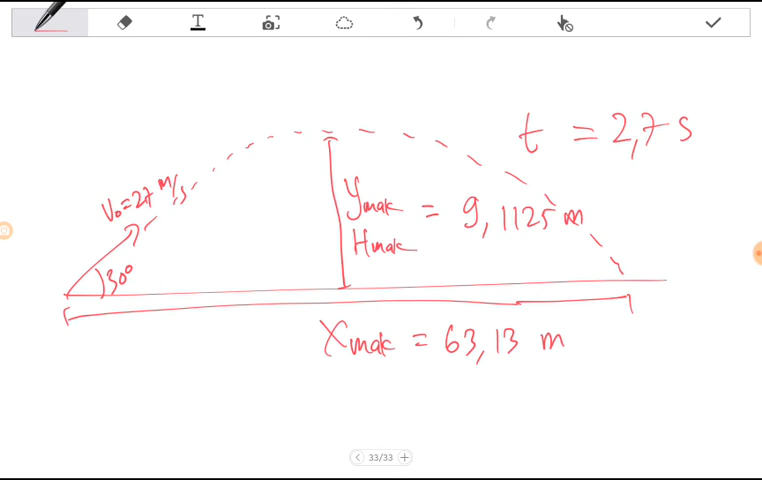 T
t = 2,7 s
V₀ = 27 m/s
Ymak = 9,1125 m
Hmak
30°
Xmak = 63,13 m
33/33